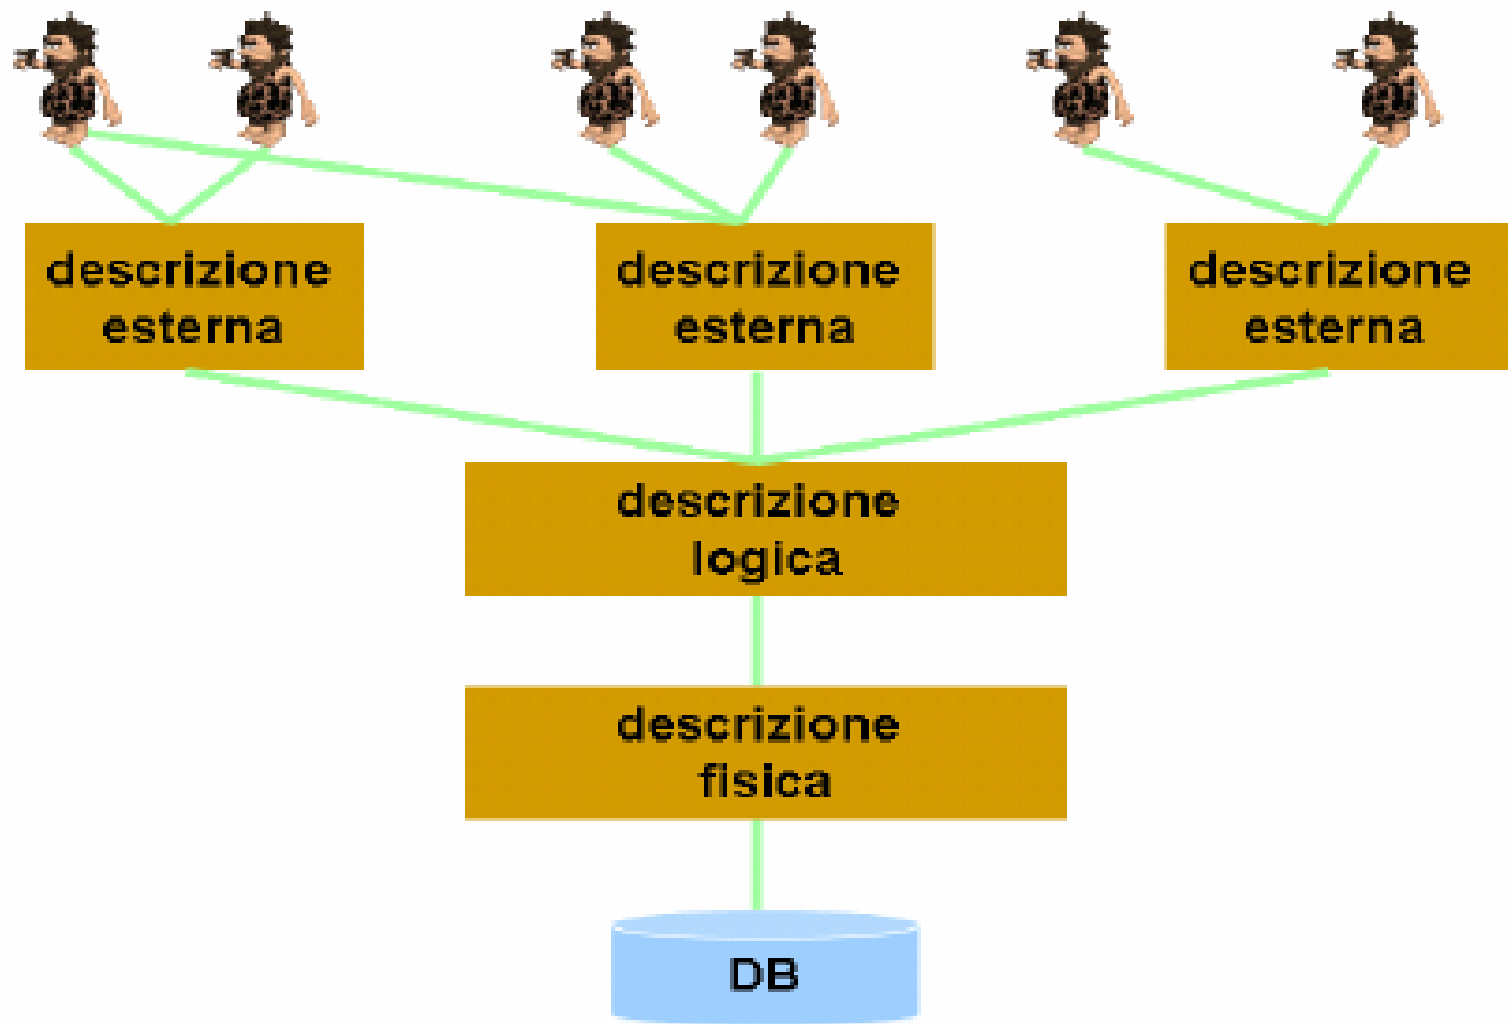 descrizione
esterna
descrizione
esterna
descrizione
esterna
descrizione
logica
descrizione
fisica
DB